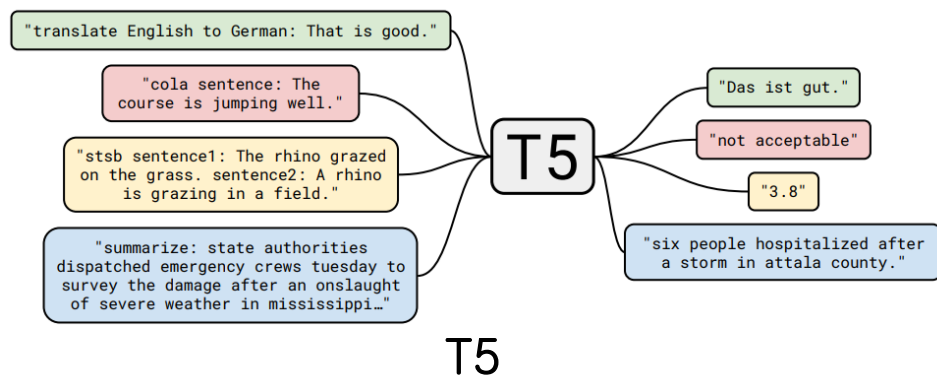 "translate English to German: That is good."
"cola sentence: The
course is jumping well."
"stsb sentence1: The rhino grazed
on the grass. sentence2: A rhino
is grazing in a field."
"summarize: state authorities
dispatched emergency crews tuesday to
survey the damage after an onslaught
of severe weather in mississippi…"
T5
"Das ist gut."
"not acceptable"
"3.8"
"six people hospitalized after
a storm in attala county."
T5